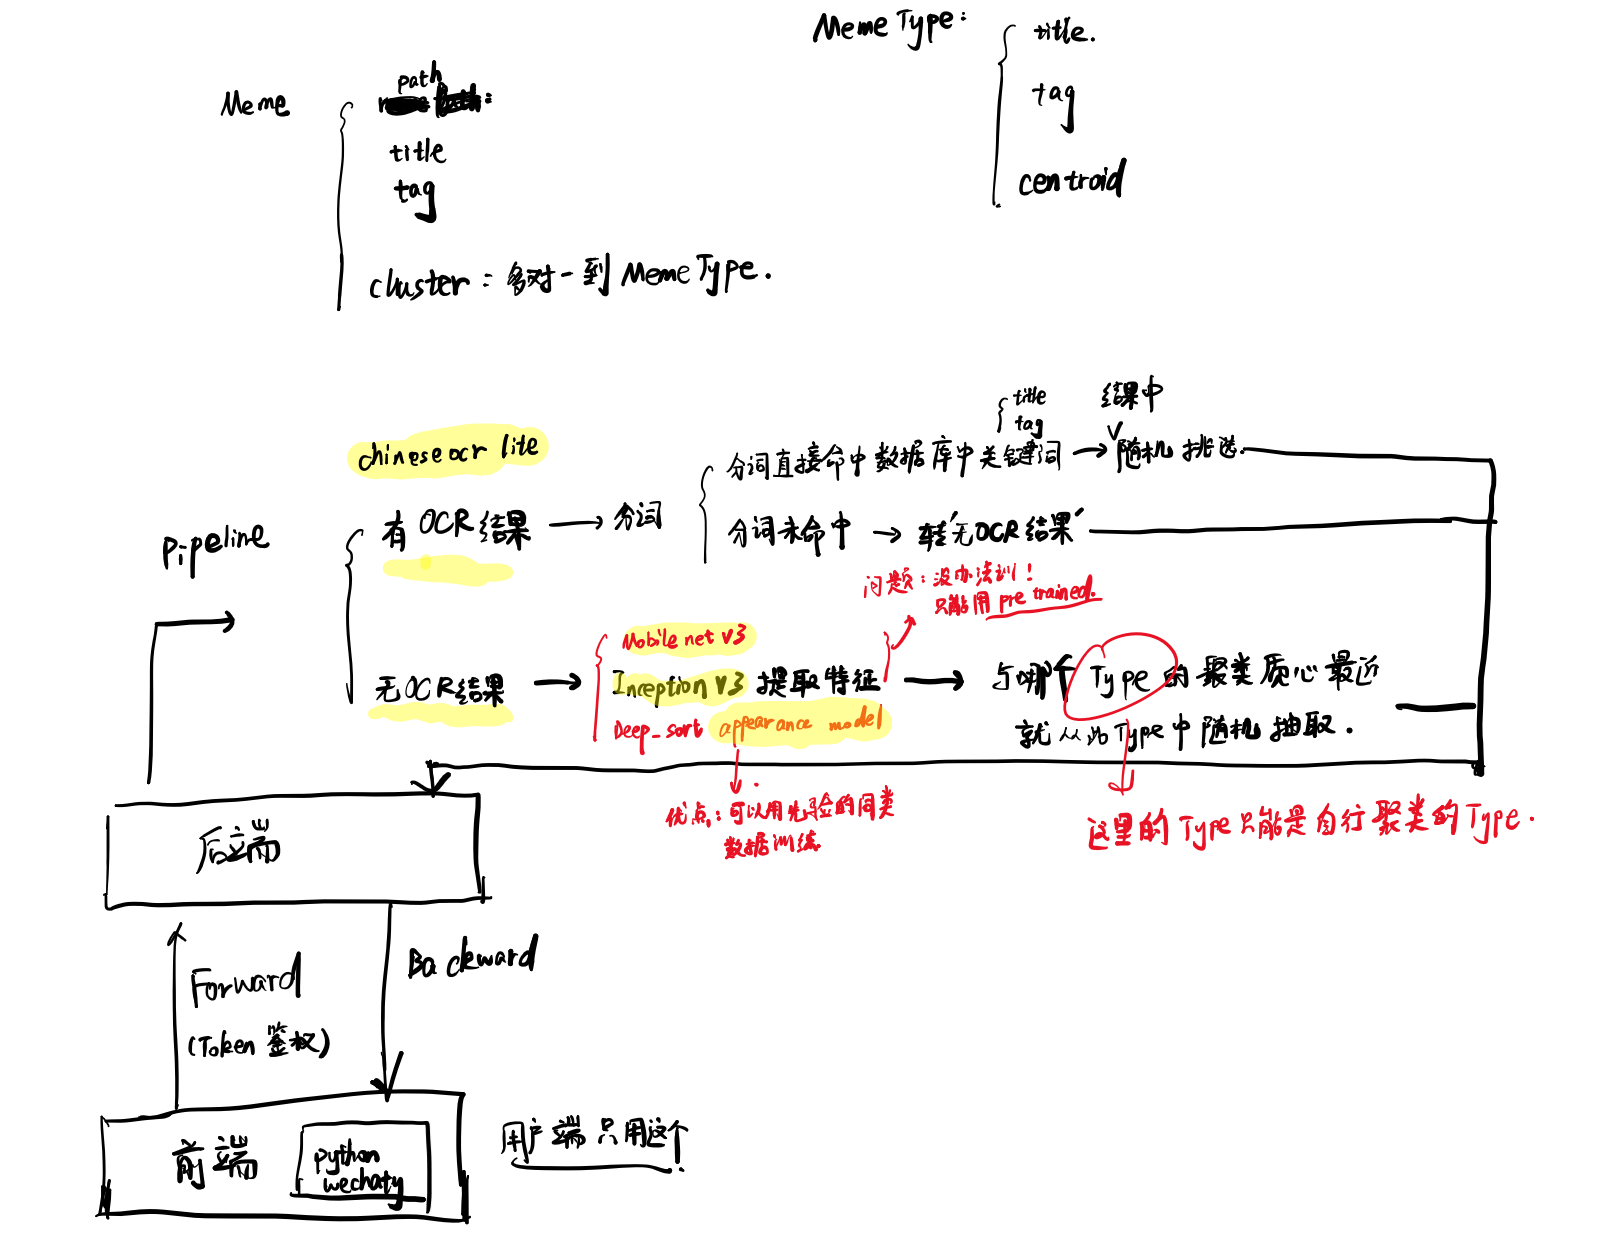 Meme Type:
title.
tag
centroid
Meme
path
title
tag
cluster: 多对一到 Meme Type.
Pipeline
chineseocr lite
有 OCR 结果
分词
title
tag
分词直接命中数据库中关键词
结果中
随机挑选.
分词未命中
转"无OCR结果"
问题:没办法训!
只能用 pre trained.
无OCR结果
Mobile net v3
Inception v3 提取特征
Deep_sort appearance model
与哪个 Type 的聚类质心最近
就从此Type中随机抽取.
优点:可以用先验的同类
数据训练
这里的 Type 只能是自行聚类的 Type.
后端
Forward
(Token 鉴权)
Backward
前端
python
wechaty
用户端只用这个!